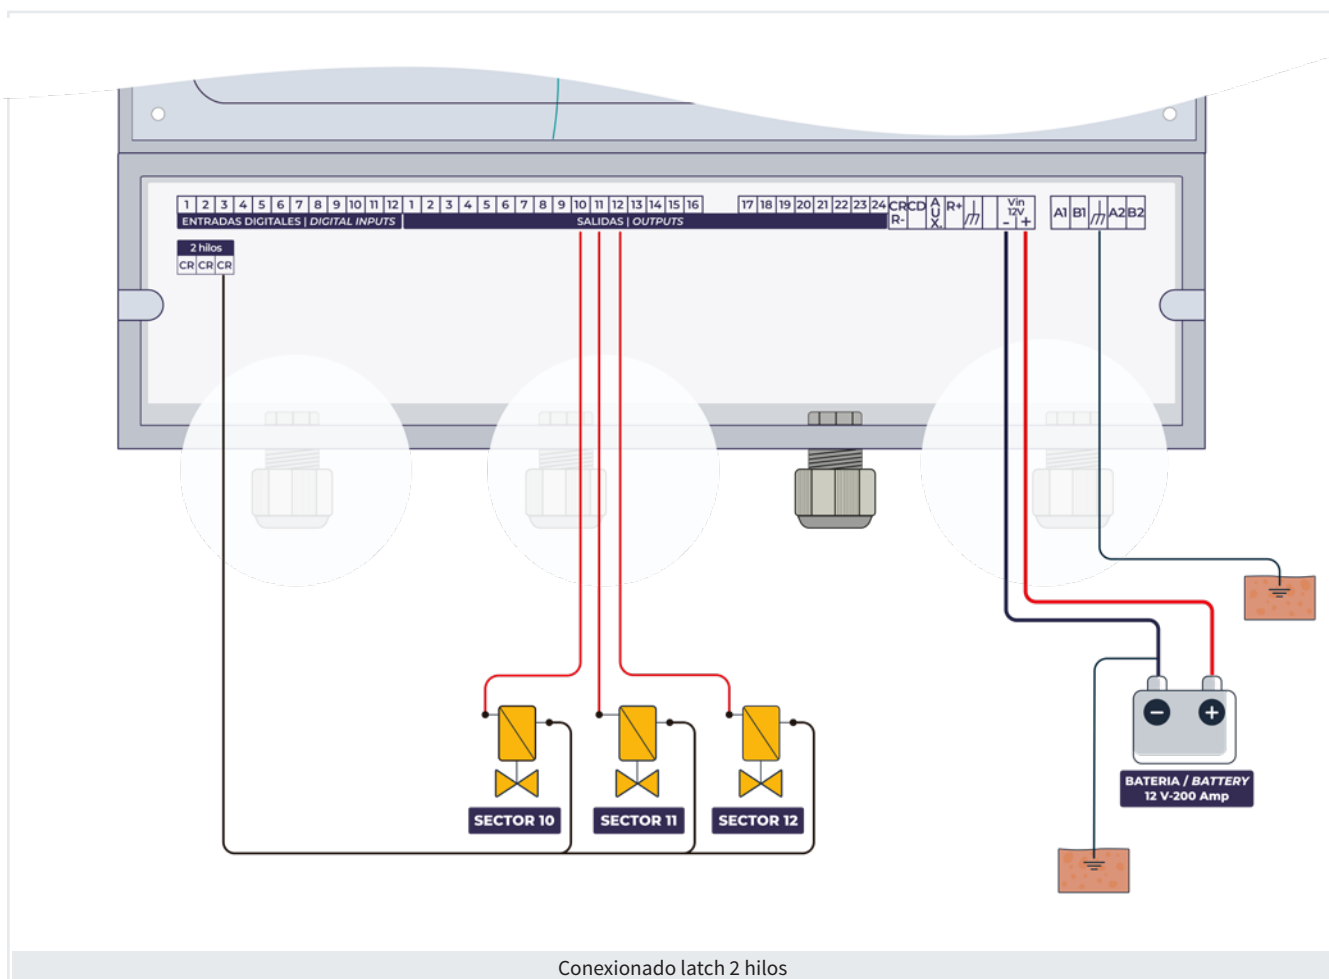 1 2 3 4 5 6 7 8 9 10 11 12 1 2 3 4 5 6 7 8 9 10 11 12 13 14 15 16 17 18 19 20 21 22 23 24
ENTRADAS DIGITALES | DIGITAL INPUTS
SALIDAS | OUTPUTS
CR R- CD AUX. R+ Vin 12V - +
A1 B1 A2 B2
2 hilos
CR CR CR
SECTOR 10
SECTOR 11
SECTOR 12
- +
BATERIA / BATTERY
12 V-200 Amp
Conexionado latch 2 hilos